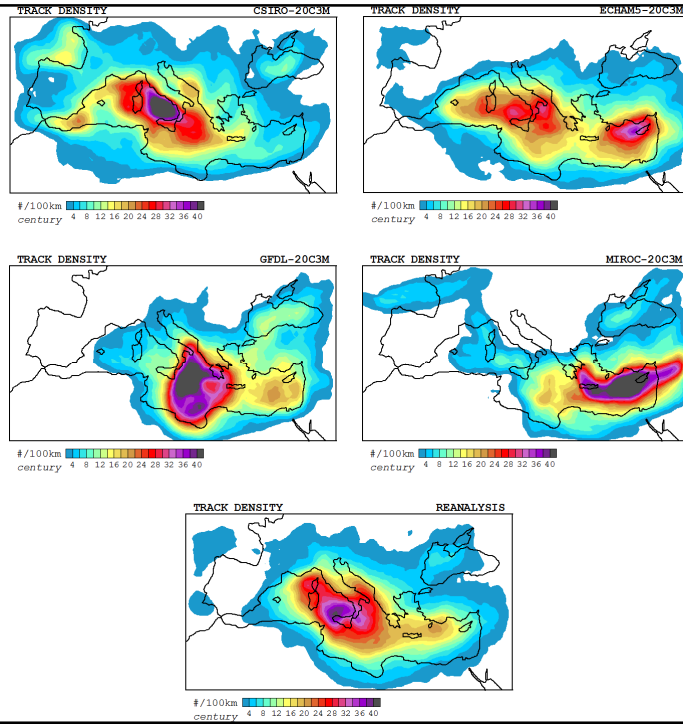 TRACK DENSITY CSIRO-20C3M
TRACK DENSITY ECHAM5-20C3M
#/100km 4 8 12 16 20 24 28 32 36 40
century
#/100km 4 8 12 16 20 24 28 32 36 40
century
TRACK DENSITY GFDL-20C3M
TRACK DENSITY MIROC-20C3M
#/100km 4 8 12 16 20 24 28 32 36 40
century
#/100km 4 8 12 16 20 24 28 32 36 40
century
TRACK DENSITY REANALYSIS
#/100km 4 8 12 16 20 24 28 32 36 40
century